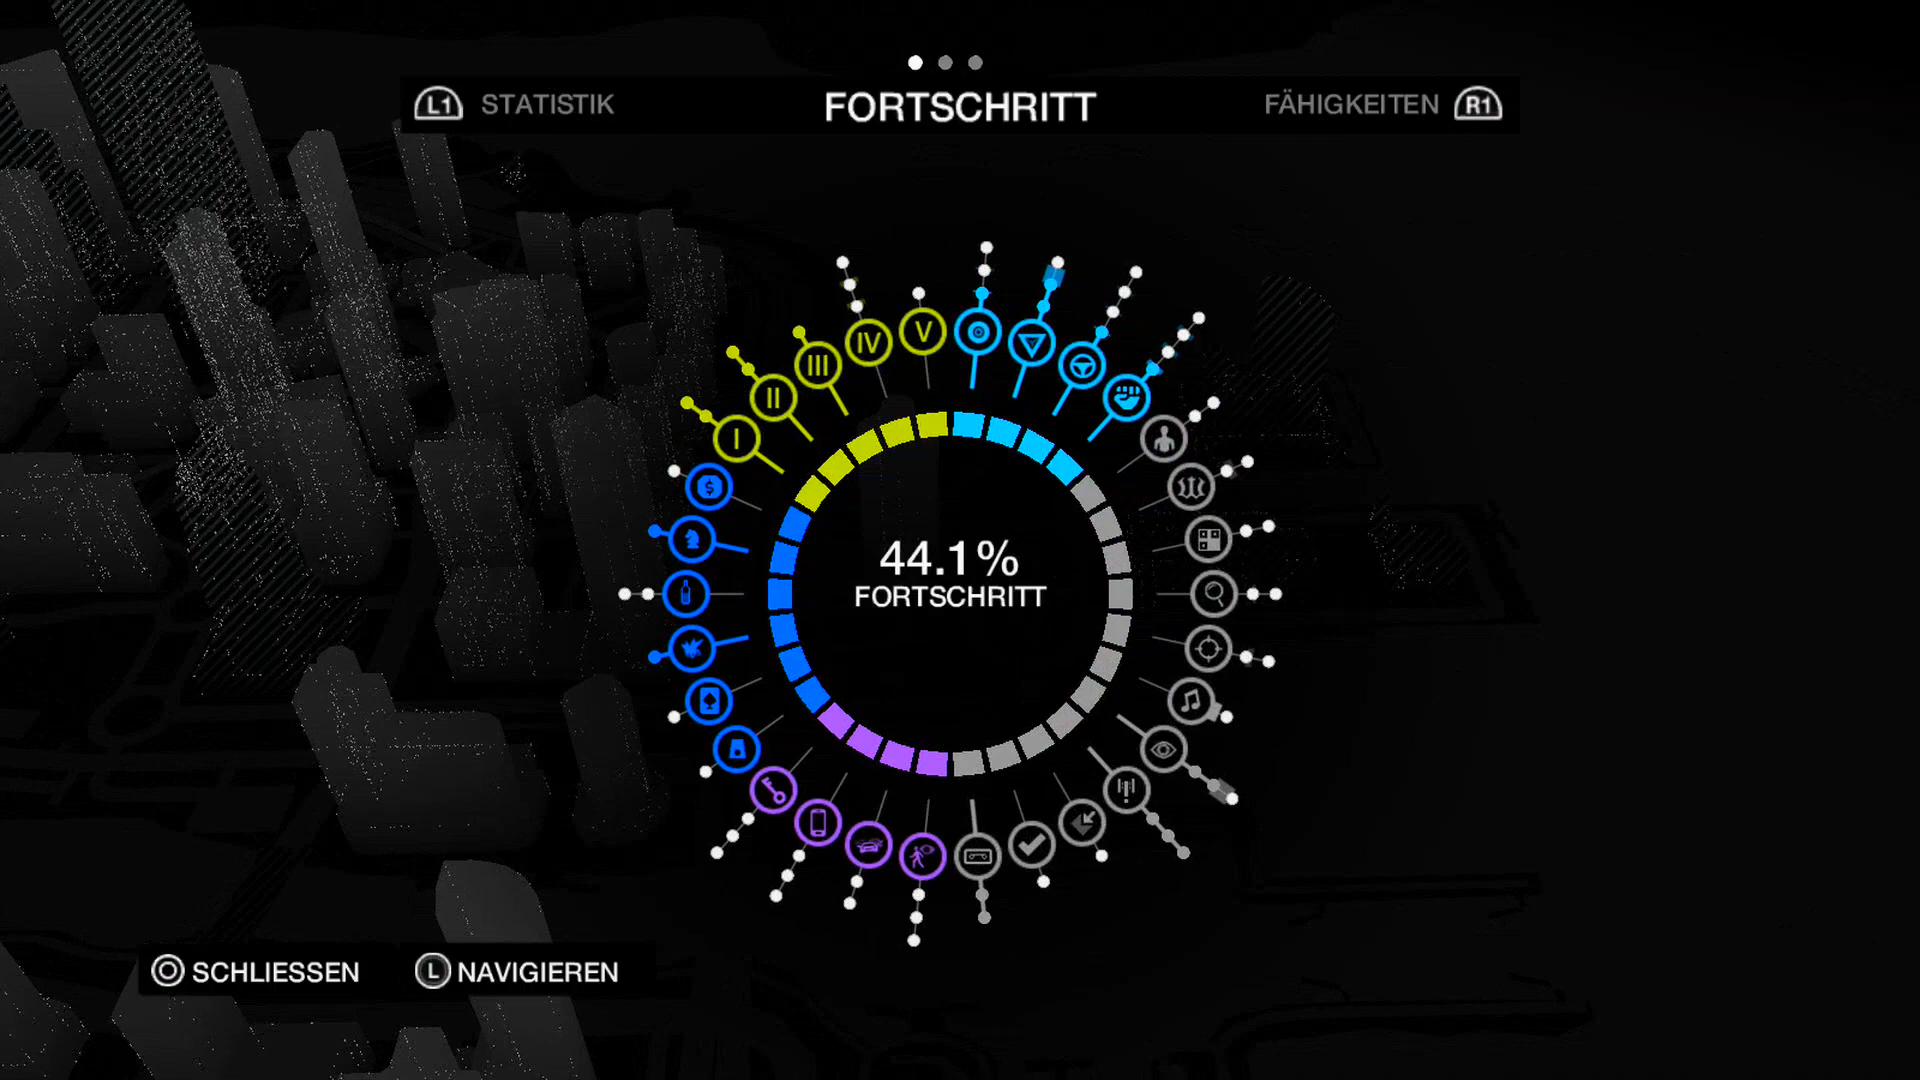 L1 STATISTIK
FORTSCHRITT
FÄHIGKEITEN R1
I
II
III
IV
V
$
44.1%
FORTSCHRITT
SCHLIESSEN
L NAVIGIEREN